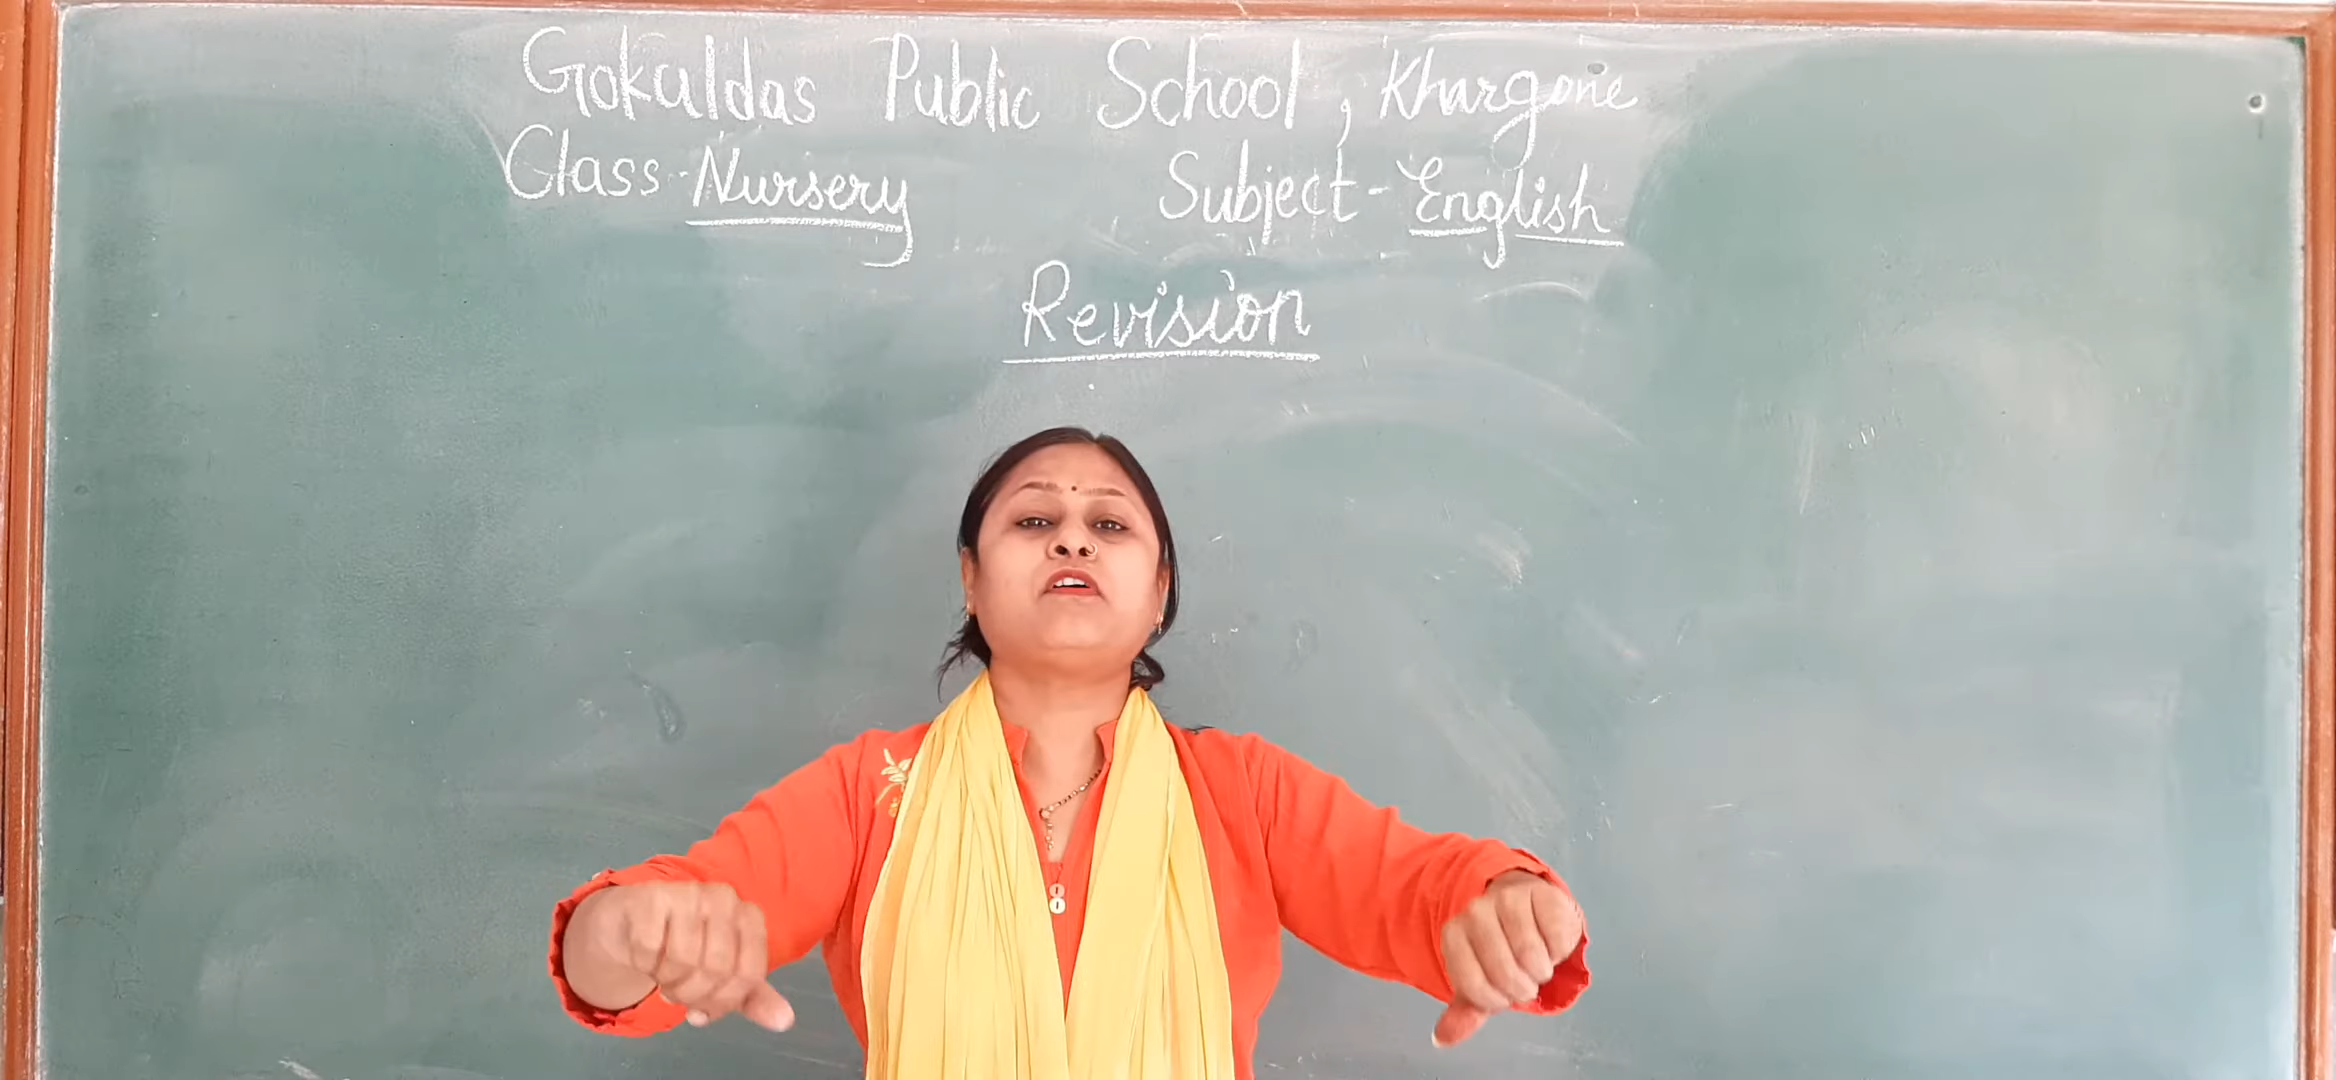 Gokuldas Public School, Khargone
Class-Nursery Subject-English
Revision